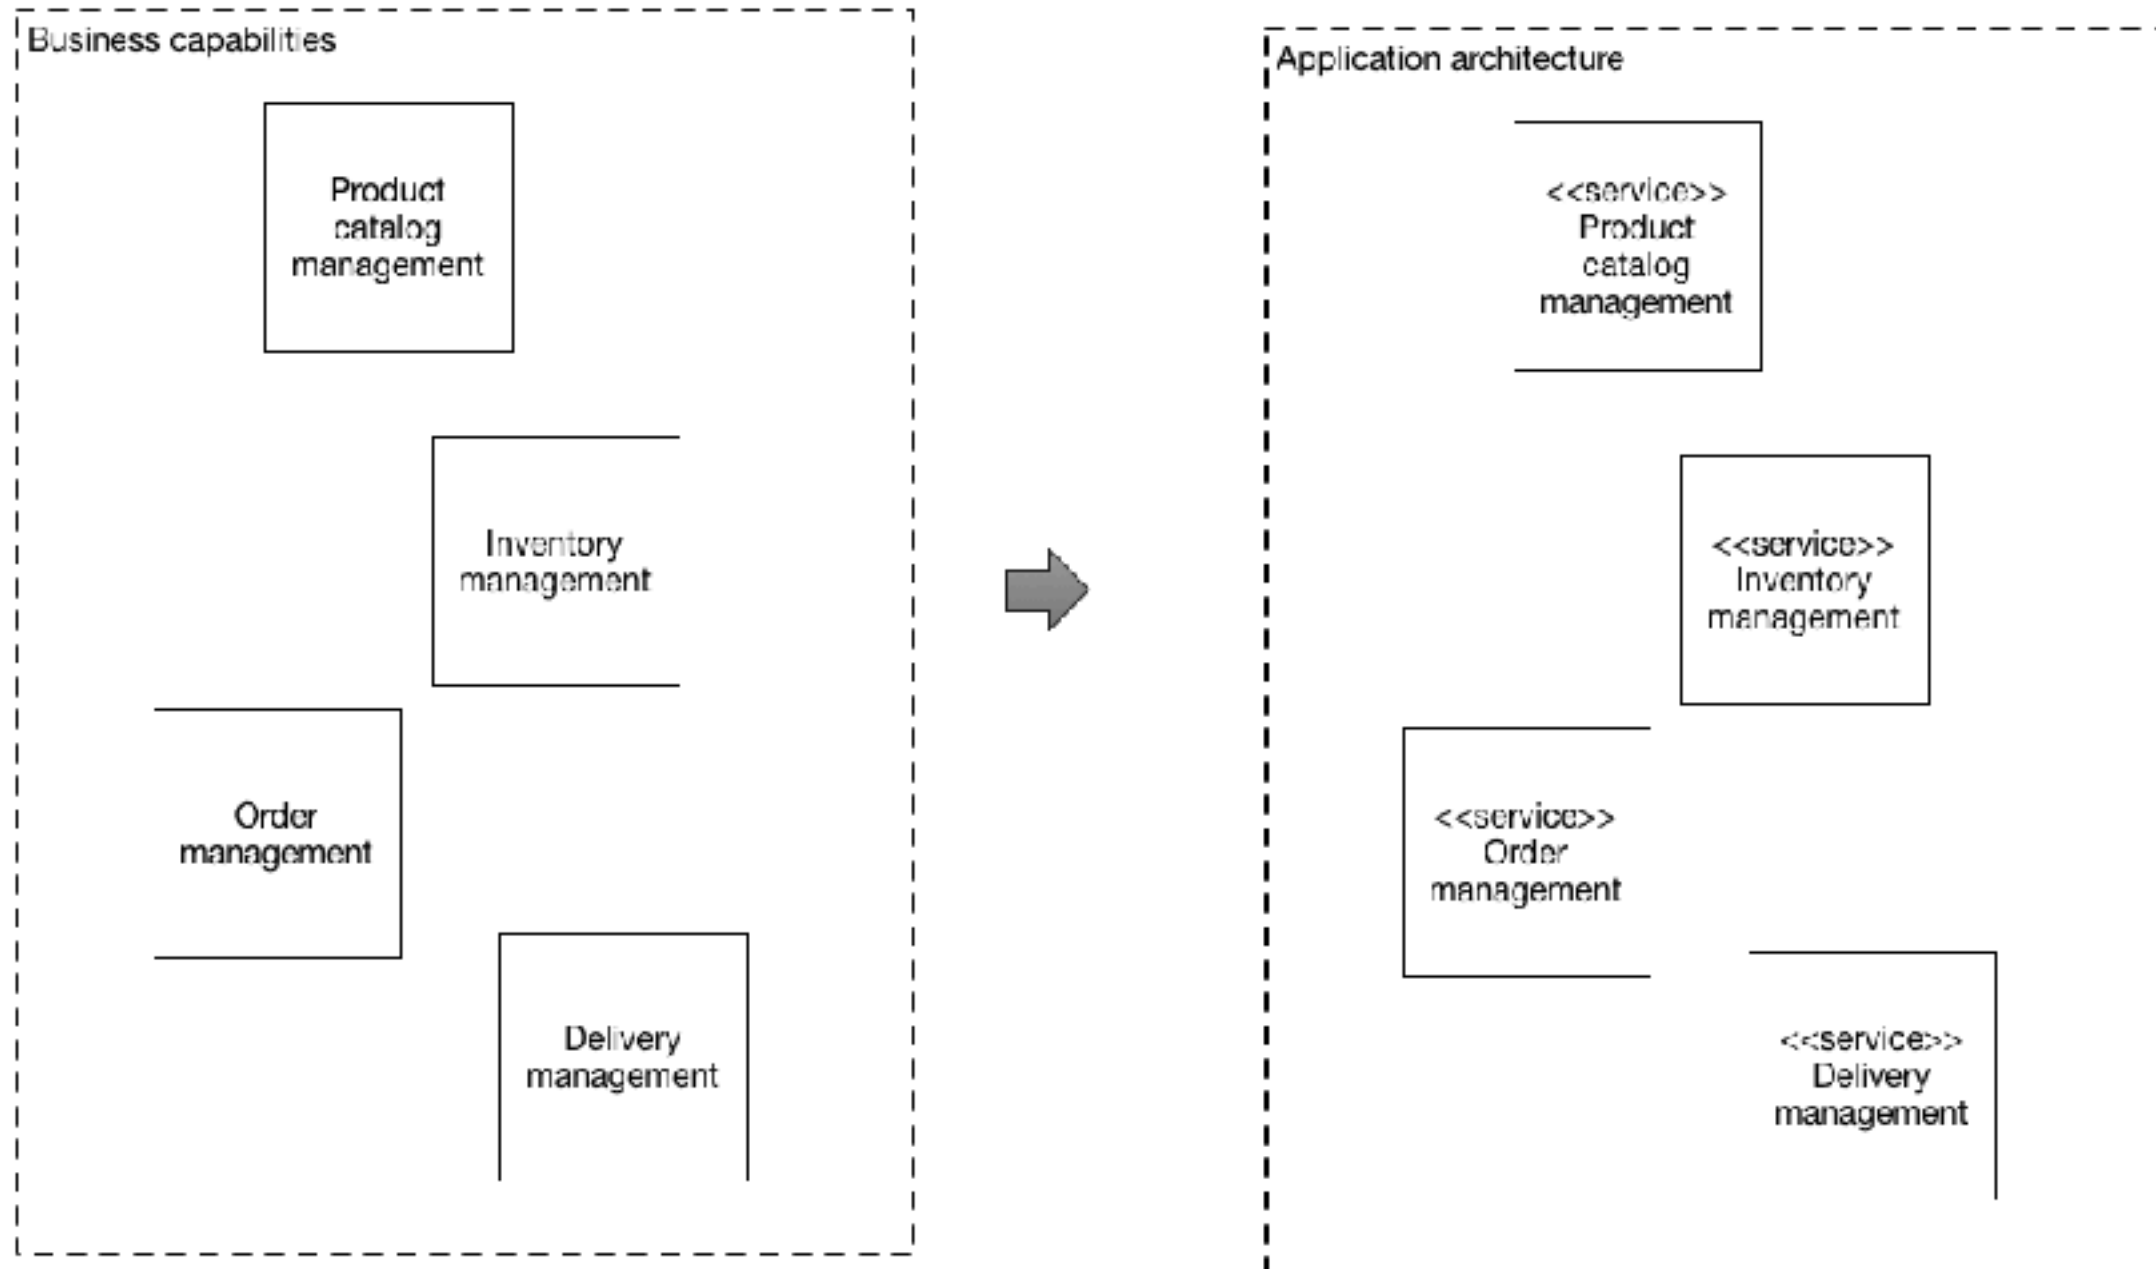 Business capabilities
Product
catalog
management
Inventory
management
Order
management
Delivery
management
Application architecture
<<service>>
Product
catalog
management
<<service>>
Inventory
management
<<service>>
Order
management
<<service>>
Delivery
management